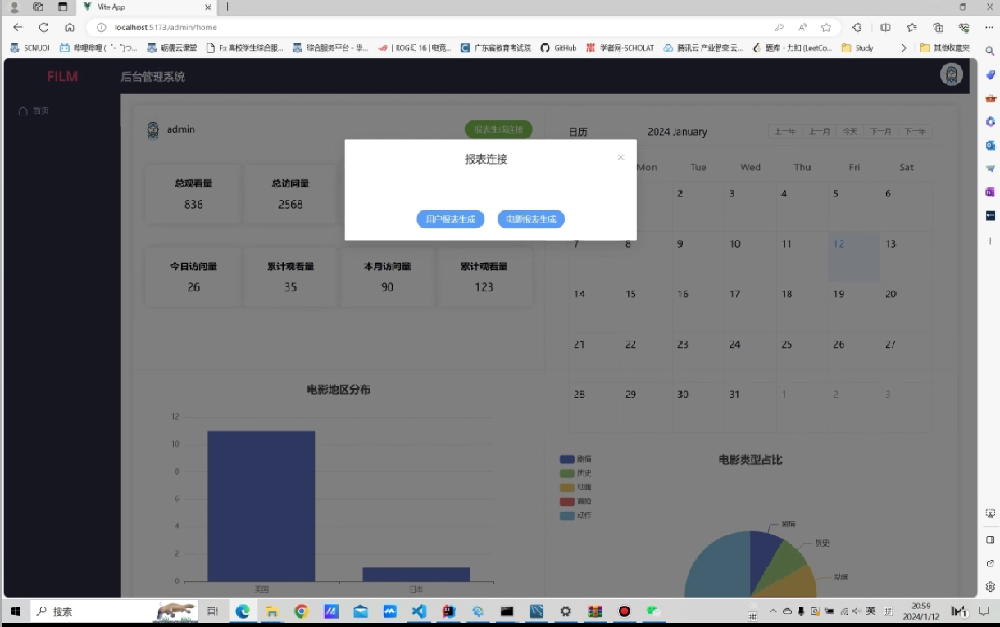 Vite App
localhost:5173/admin/home
SCNUOJ
哔哩哔哩 (゜-゜)つ...
砺儒云课堂
Fx 高校学生综合服...
综合服务平台 - 华...
| ROG幻 16 | 电竞...
广东省教育考试院
GitHub
学者网-SCHOLAT
腾讯云 产业智变·云...
题库 - 力扣 (LeetCo...
Study
其他收藏夹
FILM
后台管理系统
首页
admin
报表生成连接
日历
2024 January
上一年
上一月
今天
下一月
下一年
报表连接
用户报表生成
电影报表生成
总观看量
836
总访问量
2568
今日访问量
26
累计观看量
35
本月访问量
90
累计观看量
123
Mon Tue Wed Thu Fri Sat
2 3 4 5 6
7 8 9 10 11 12 13
14 15 16 17 18 19 20
21 22 23 24 25 26 27
28 29 30 31 1 2 3
电影地区分布
12
10
8
6
4
2
0
美国
日本
电影类型占比
剧情
历史
动画
冒险
动作
剧情
历史
动画
搜索
英
拼
20:59
2024/1/12
拼